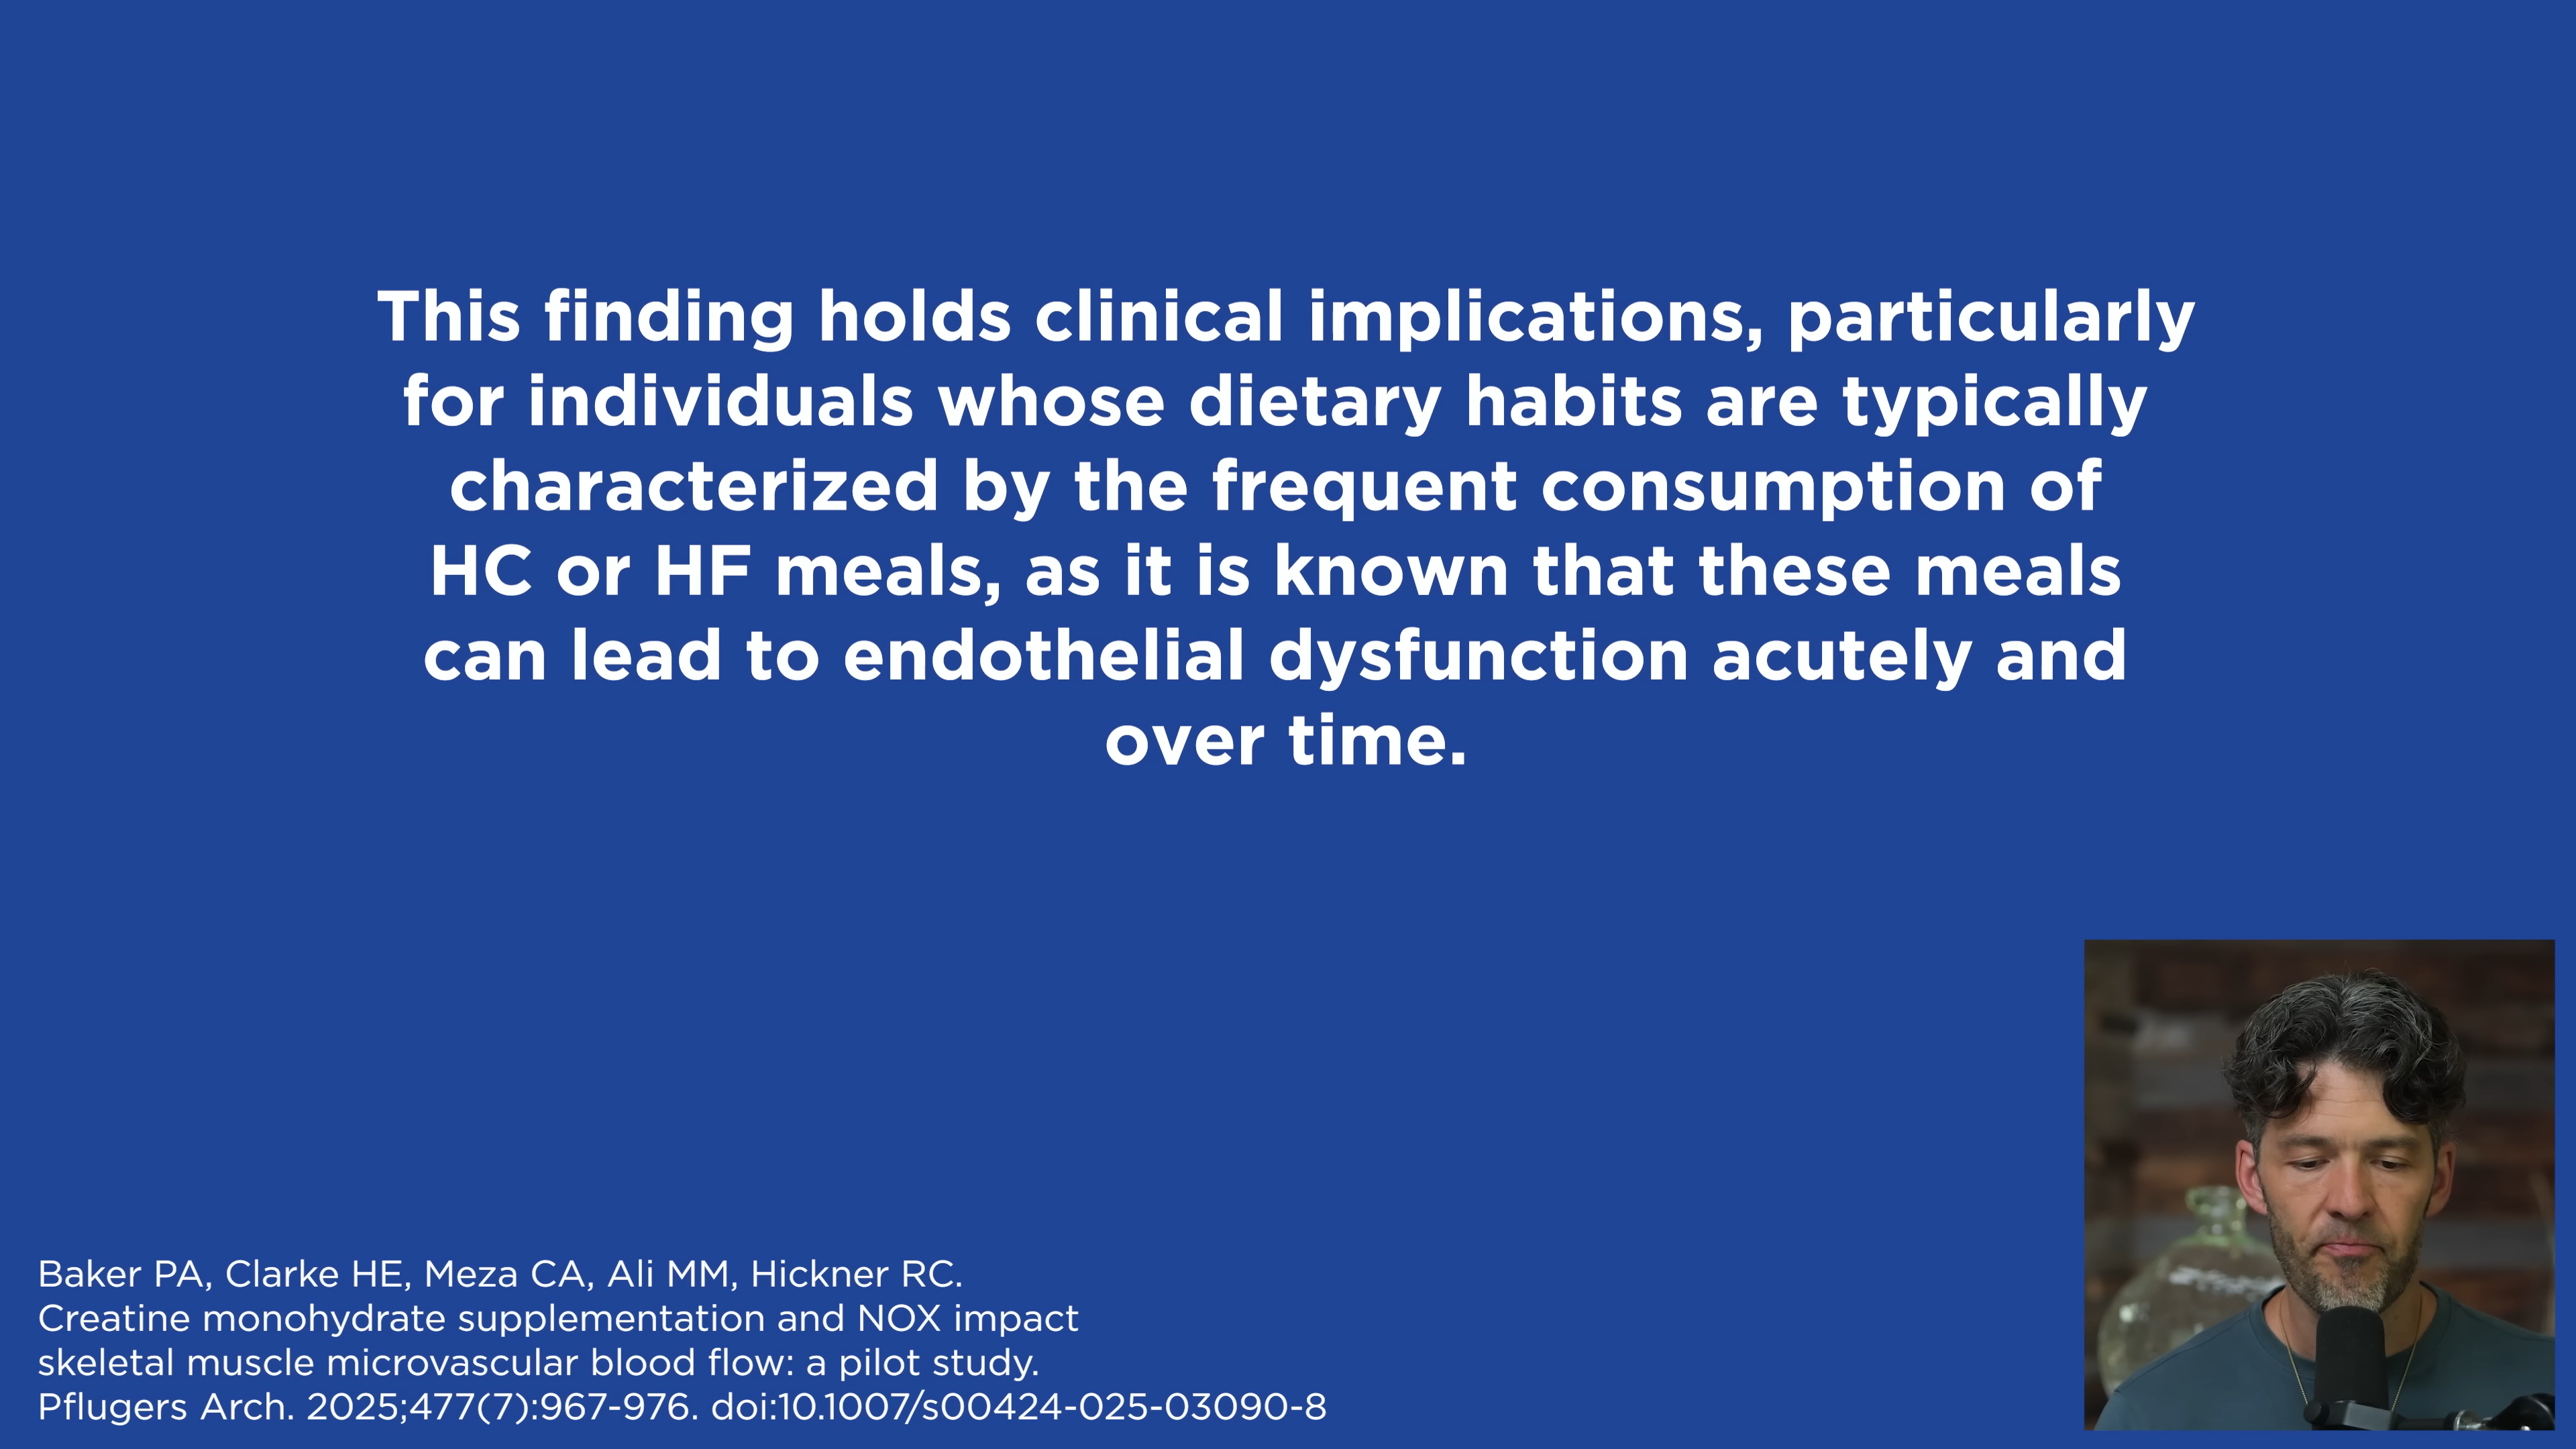 This finding holds clinical implications, particularly
for individuals whose dietary habits are typically
characterized by the frequent consumption of
HC or HF meals, as it is known that these meals
can lead to endothelial dysfunction acutely and
over time.
Baker PA, Clarke HE, Meza CA, Ali MM, Hickner RC.
Creatine monohydrate supplementation and NOX impact
skeletal muscle microvascular blood flow: a pilot study.
Pflugers Arch. 2025;477(7):967-976. doi:10.1007/s00424-025-03090-8